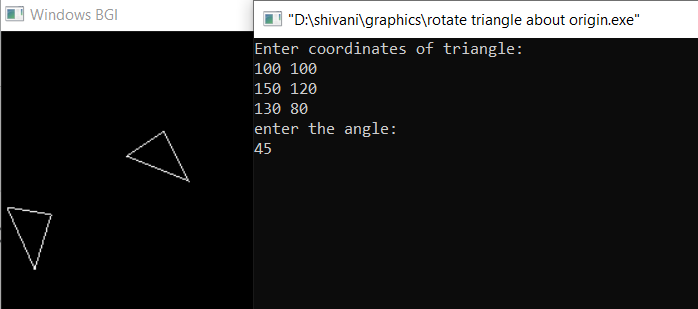 Windows BGI
"D:\shivani\graphics\rotate triangle about origin.exe"
Enter coordinates of triangle:
100 100
150 120
130 80
enter the angle:
45